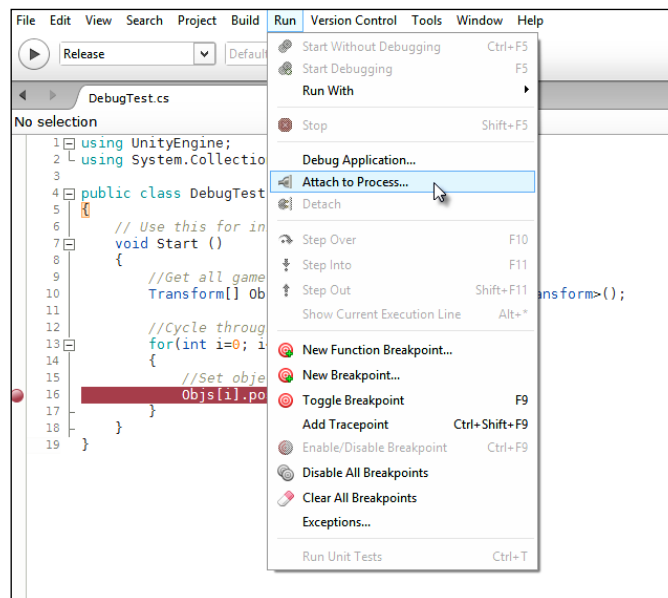 File Edit View Search Project Build Run Version Control Tools Window Help
Release Default
Start Without Debugging Ctrl+F5
Start Debugging F5
Run With
Stop Shift+F5
Debug Application...
Attach to Process...
Detach
Step Over F10
Step Into F11
Step Out Shift+F11
Show Current Execution Line Alt+*
New Function Breakpoint...
New Breakpoint...
Toggle Breakpoint F9
Add Tracepoint Ctrl+Shift+F9
Enable/Disable Breakpoint Ctrl+F9
Disable All Breakpoints
Clear All Breakpoints
Exceptions...
Run Unit Tests Ctrl+T
DebugTest.cs
No selection
1 using UnityEngine;
2 using System.Collection
3
4 public class DebugTest
5 {
6 // Use this for in
7 void Start ()
8 {
9 //Get all game
10 Transform[] Ob ansform>();
11
12 //Cycle throug
13 for(int i=0; i
14 {
15 //Set obje
16 Objs[i].po
17 }
18 }
19 }